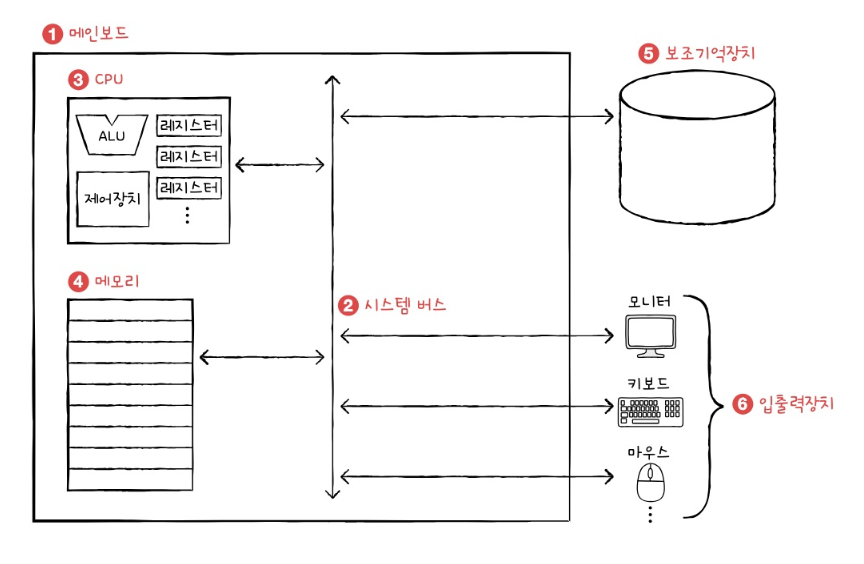 1 메인보드
5 보조기억장치
3 CPU
ALU
레지스터
레지스터
레지스터
제어장치
4 메모리
2 시스템 버스
모니터
키보드
6 입출력장치
마우스